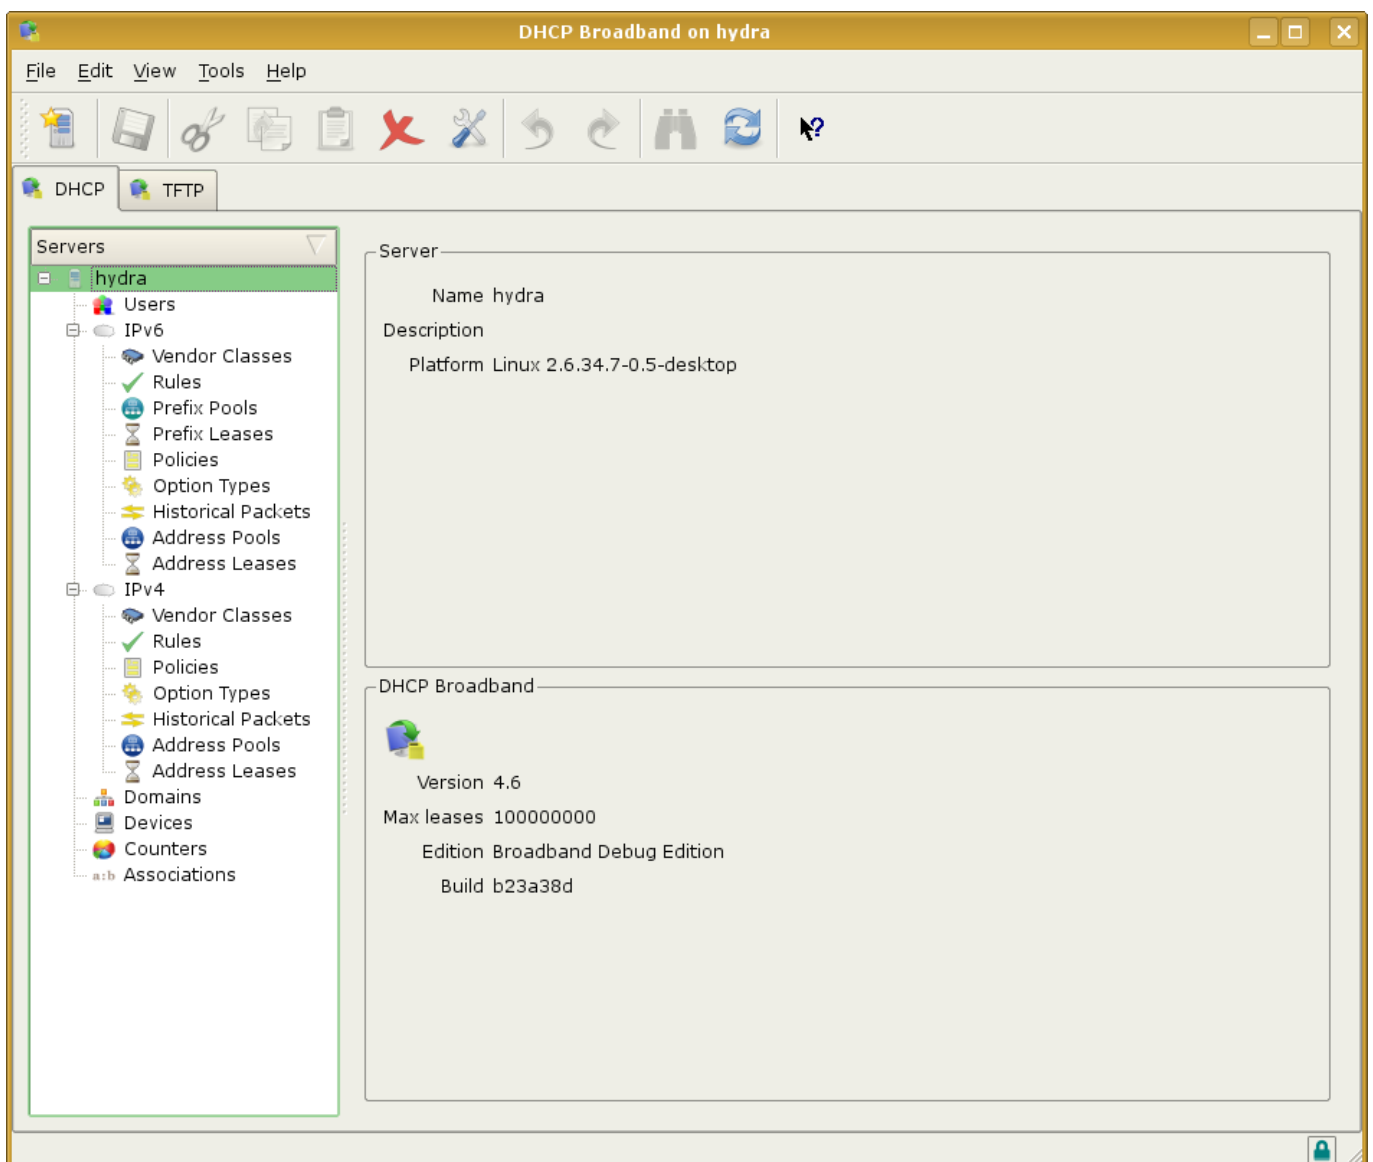 DHCP Broadband on hydra
File Edit View Tools Help
DHCP TFTP
Servers
hydra
Users
IPv6
Vendor Classes
Rules
Prefix Pools
Prefix Leases
Policies
Option Types
Historical Packets
Address Pools
Address Leases
IPv4
Vendor Classes
Rules
Policies
Option Types
Historical Packets
Address Pools
Address Leases
Domains
Devices
Counters
a:b Associations
Server
Name hydra
Description
Platform Linux 2.6.34.7-0.5-desktop
DHCP Broadband
Version 4.6
Max leases 100000000
Edition Broadband Debug Edition
Build b23a38d